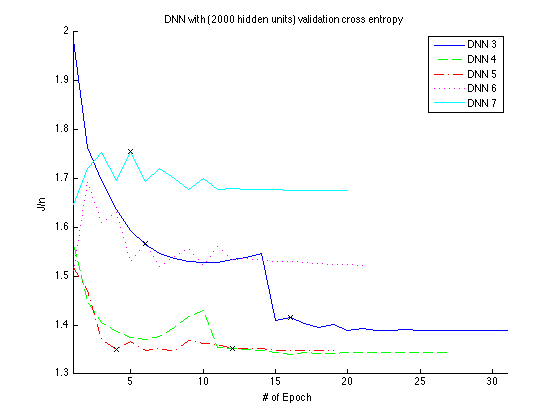 DNN with (2000 hidden units) validation cross entropy
2
1.9
1.8
1.7
1.6
1.5
1.4
1.3
J/n
5
10
15
20
25
30
# of Epoch
DNN 3
DNN 4
DNN 5
DNN 6
DNN 7